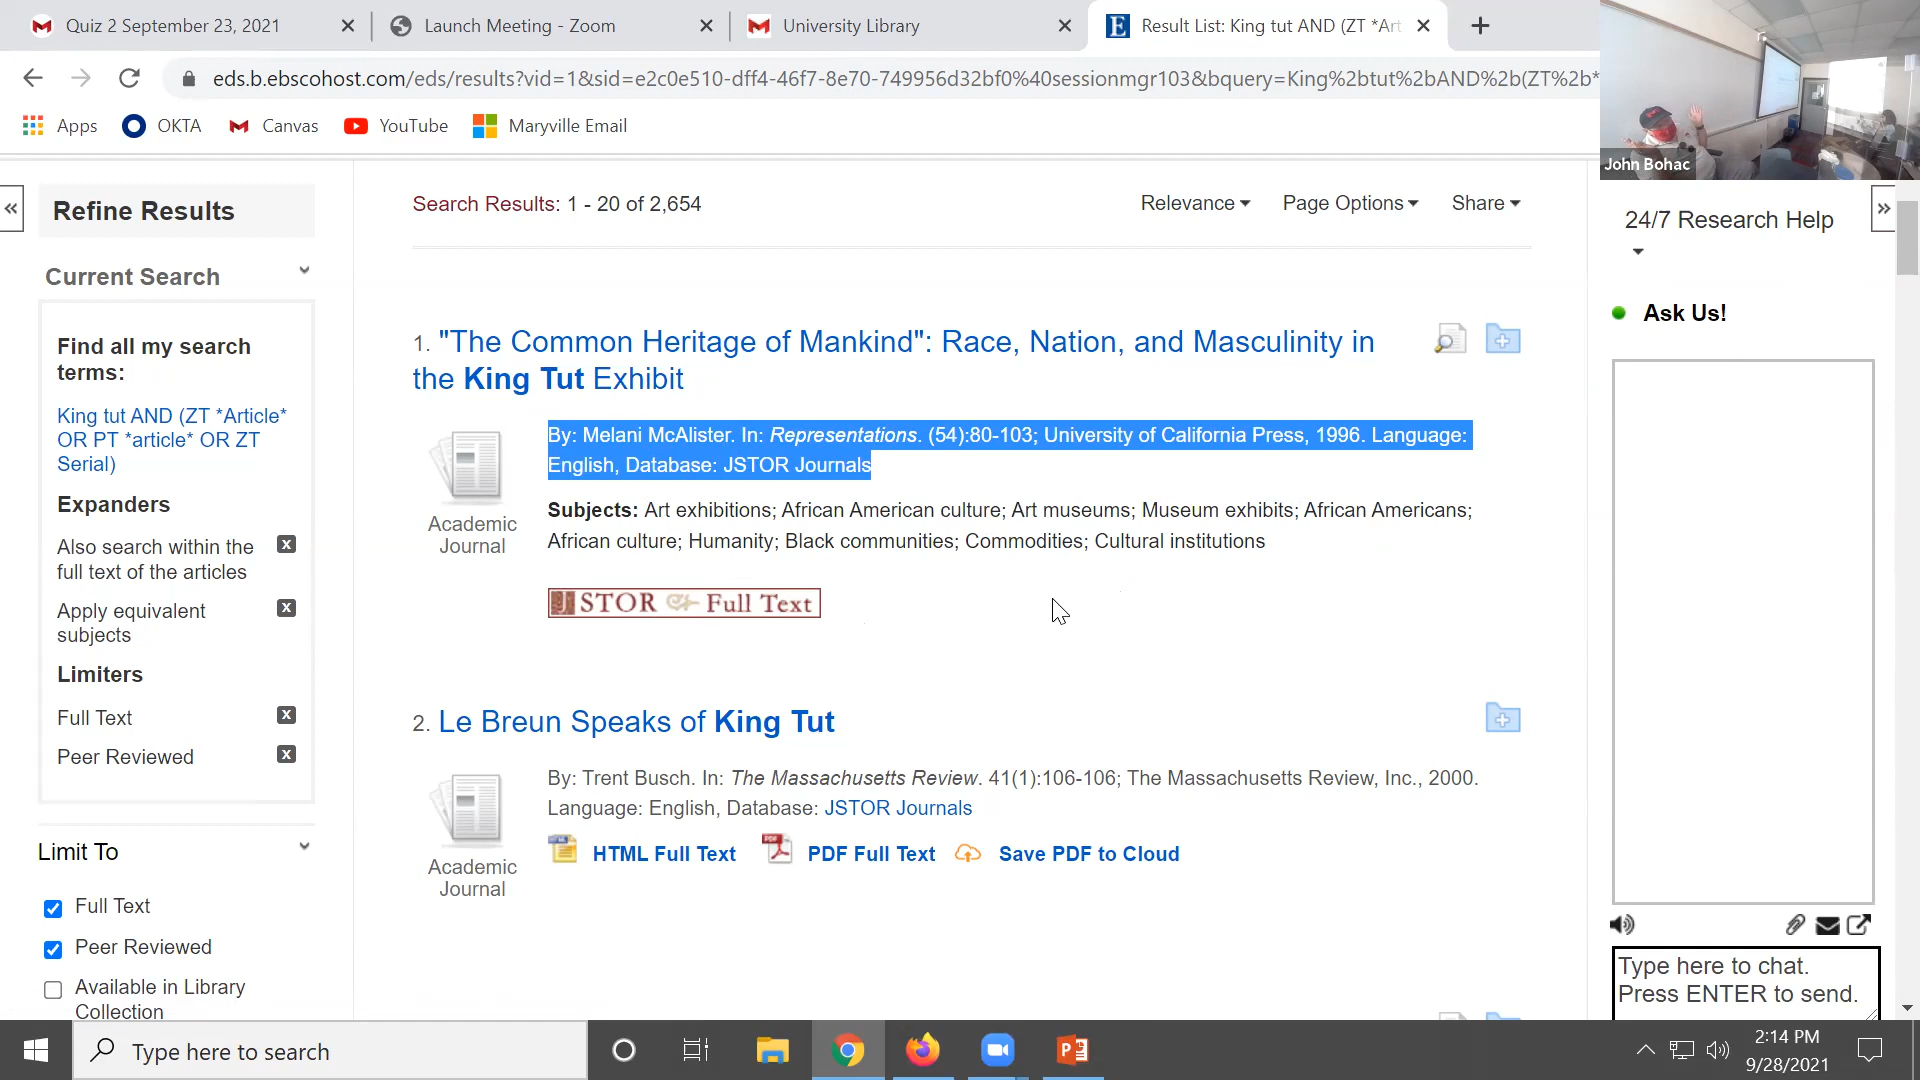 Quiz 2 September 23, 2021
Launch Meeting - Zoom
University Library
Result List: King tut AND (ZT *Art
eds.b.ebscohost.com/eds/results?vid=1&sid=e2c0e510-dff4-46f7-8e70-749956d32bf0%40sessionmgr103&bquery=King%2btut%2bAND%2b(ZT%2b*
Apps
OKTA
Canvas
YouTube
Maryville Email
John Bohac
Refine Results
Current Search
Find all my search
terms:
King tut AND (ZT *Article*
OR PT *article* OR ZT
Serial)
Expanders
Also search within the
full text of the articles
Apply equivalent
subjects
Limiters
Full Text
Peer Reviewed
Limit To
Full Text
Peer Reviewed
Available in Library
Collection
Search Results: 1 - 20 of 2,654
Relevance
Page Options
Share
1. "The Common Heritage of Mankind": Race, Nation, and Masculinity in
the King Tut Exhibit
Academic
Journal
By: Melani McAlister. In: Representations. (54):80-103; University of California Press, 1996. Language:
English, Database: JSTOR Journals
Subjects: Art exhibitions; African American culture; Art museums; Museum exhibits; African Americans;
African culture; Humanity; Black communities; Commodities; Cultural institutions
JSTOR Full Text
2. Le Breun Speaks of King Tut
Academic
Journal
By: Trent Busch. In: The Massachusetts Review. 41(1):106-106; The Massachusetts Review, Inc., 2000.
Language: English, Database: JSTOR Journals
HTML Full Text
PDF Full Text
Save PDF to Cloud
24/7 Research Help
Ask Us!
Type here to chat.
Press ENTER to send.
Type here to search
2:14 PM
9/28/2021